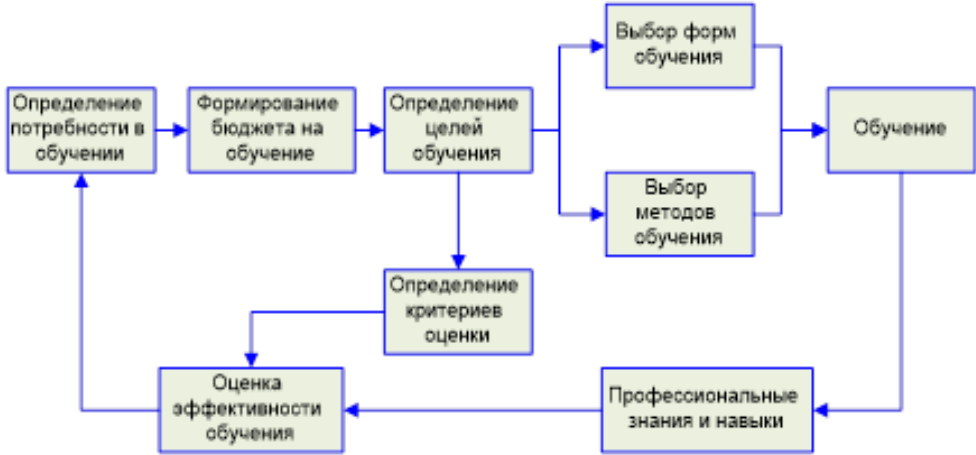 Выбор форм
обучения
Определение
потребности в
обучении
Формирование
бюджета на
обучение
Определение
целей
обучения
Обучение
Выбор
методов
обучения
Определение
критериев
оценки
Оценка
эффективности
обучения
Профессиональные
знания и навыки